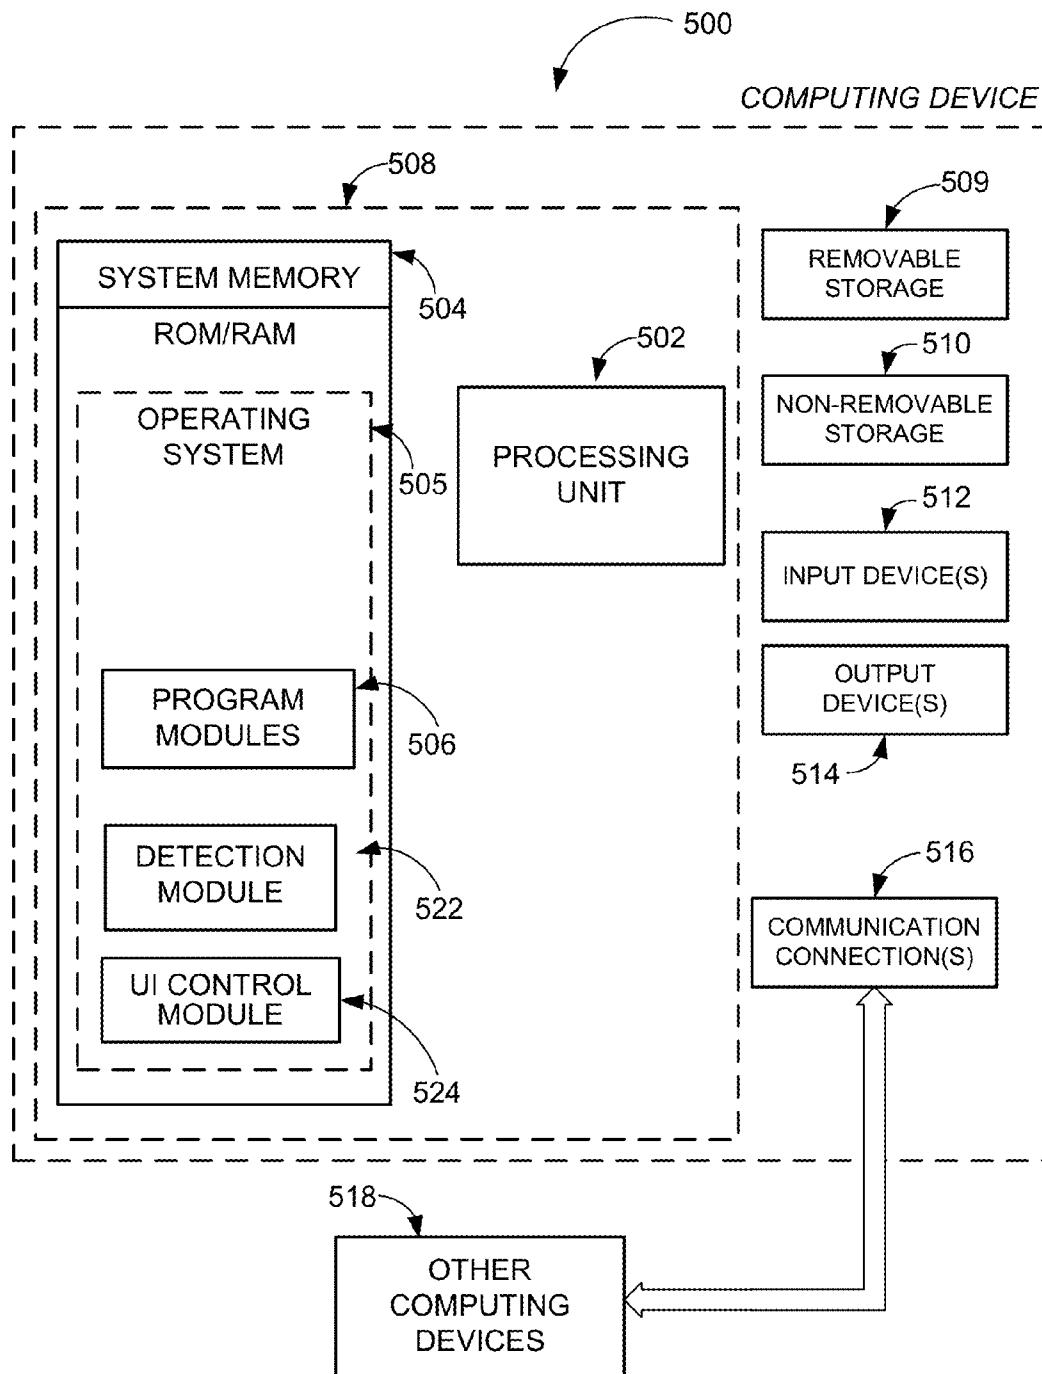 500
COMPUTING DEVICE
508
509
SYSTEM MEMORY
504
REMOVABLE
STORAGE
ROM/RAM
502
510
OPERATING
SYSTEM
505
PROCESSING
UNIT
NON-REMOVABLE
STORAGE
512
INPUT DEVICE(S)
PROGRAM
MODULES
506
OUTPUT
DEVICE(S)
514
DETECTION
MODULE
522
516
COMMUNICATION
CONNECTION(S)
UI CONTROL
MODULE
524
518
OTHER
COMPUTING
DEVICES